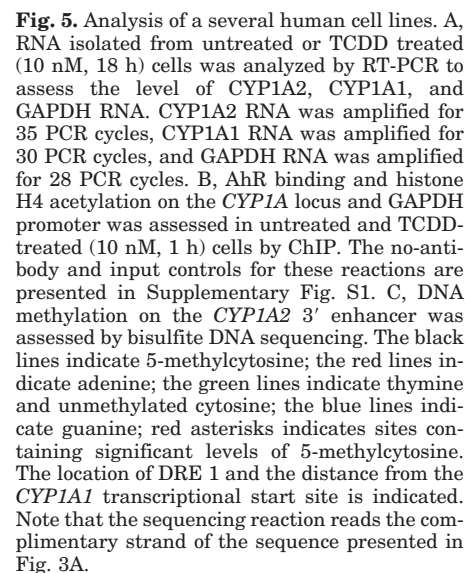 Fig. 5. Analysis of a several human cell lines. A,
RNA isolated from untreated or TCDD treated
(10 nM, 18 h) cells was analyzed by RT-PCR to
assess the level of CYP1A2, CYP1A1, and
GAPDH RNA. CYP1A2 RNA was amplified for
35 PCR cycles, CYP1A1 RNA was amplified for
30 PCR cycles, and GAPDH RNA was amplified
for 28 PCR cycles. B, AhR binding and histone
H4 acetylation on the CYP1A locus and GAPDH
promoter was assessed in untreated and TCDD-
treated (10 nM, 1 h) cells by ChIP. The no-anti-
body and input controls for these reactions are
presented in Supplementary Fig. S1. C, DNA
methylation on the CYP1A2 3′ enhancer was
assessed by bisulfite DNA sequencing. The black
lines indicate 5-methylcytosine; the red lines in-
dicate adenine; the green lines indicate thymine
and unmethylated cytosine; the blue lines indi-
cate guanine; red asterisks indicates sites con-
taining significant levels of 5-methylcytosine.
The location of DRE 1 and the distance from the
CYP1A1 transcriptional start site is indicated.
Note that the sequencing reaction reads the com-
plimentary strand of the sequence presented in
Fig. 3A.